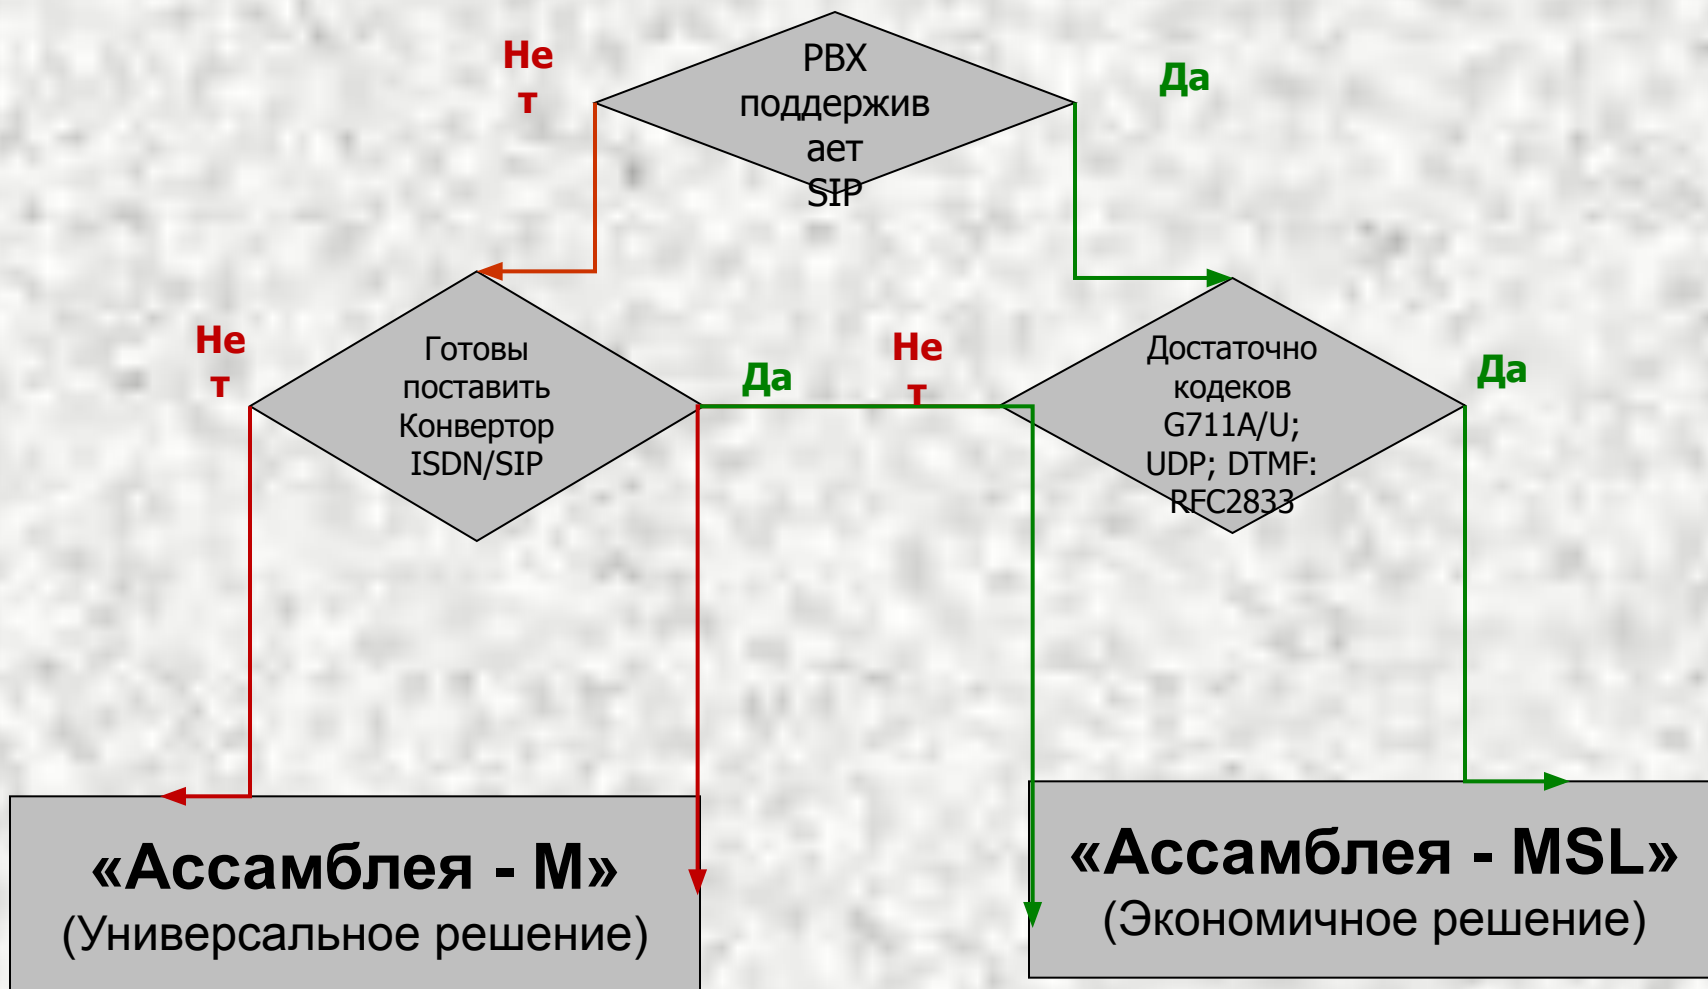 Не
т
PBX
поддержив
ает
SIP
Да
Не
т
Готовы
поставить
Конвертор
ISDN/SIP
Да
Не
т
Достаточно
кодеков
G711A/U;
UDP; DTMF:
RFC2833
Да
«Ассамблея - М»
(Универсальное решение)
«Ассамблея - MSL»
(Экономичное решение)